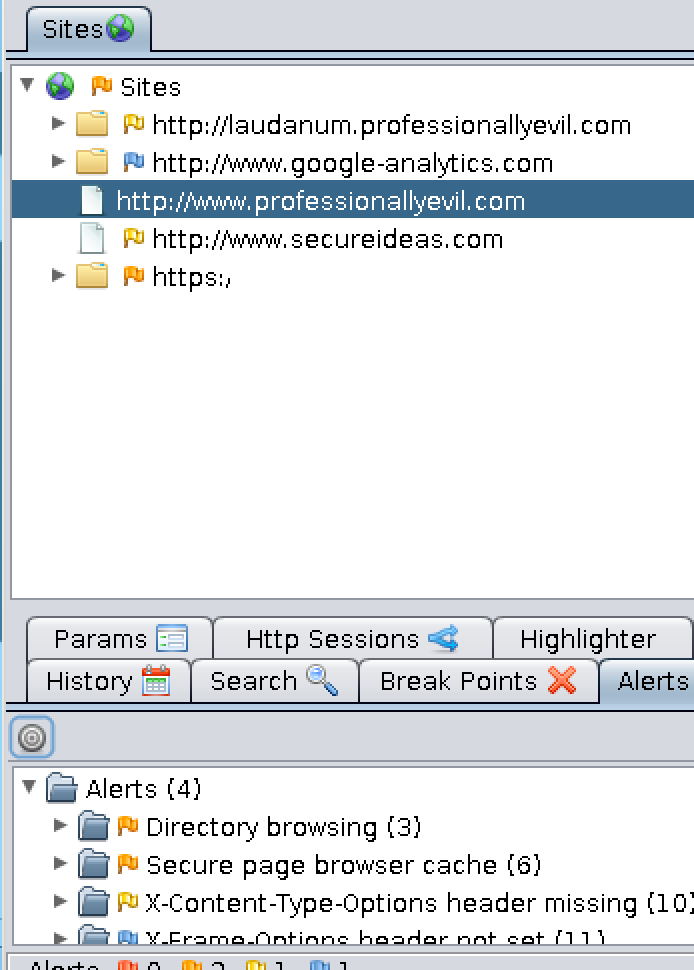 Sites
Sites
http://laudanum.professionallyevil.com
http://www.google-analytics.com
http://www.professionallyevil.com
http://www.secureideas.com
https:/
Params Http Sessions Highlighter
History Search Break Points Alerts
Alerts (4)
Directory browsing (3)
Secure page browser cache (6)
X-Content-Type-Options header missing (10)
X-Frame-Options header not set (11)
Alerts 0 2 1 1